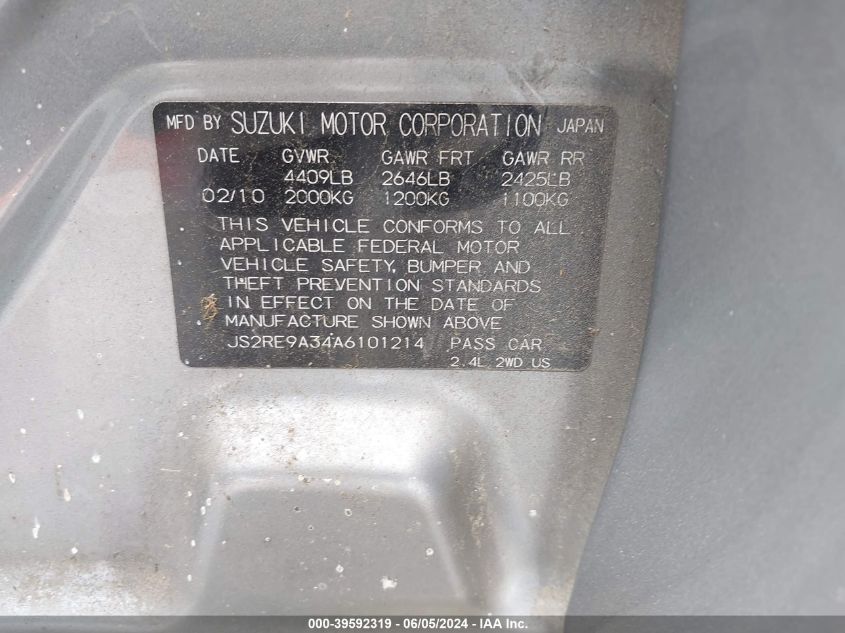 MFD BY SUZUKI MOTOR CORPORATION JAPAN
DATE GVWR GAWR FRT GAWR RR
4409LB 2646LB 2425LB
02/10 2000KG 1200KG 1100KG
THIS VEHICLE CONFORMS TO ALL
APPLICABLE FEDERAL MOTOR
VEHICLE SAFETY, BUMPER AND
THEFT PREVENTION STANDARDS
IN EFFECT ON THE DATE OF
MANUFACTURE SHOWN ABOVE
JS2RE9A34A6101214 PASS CAR
2.4L 2WD US
000-39592319 - 06/05/2024 - IAA Inc.